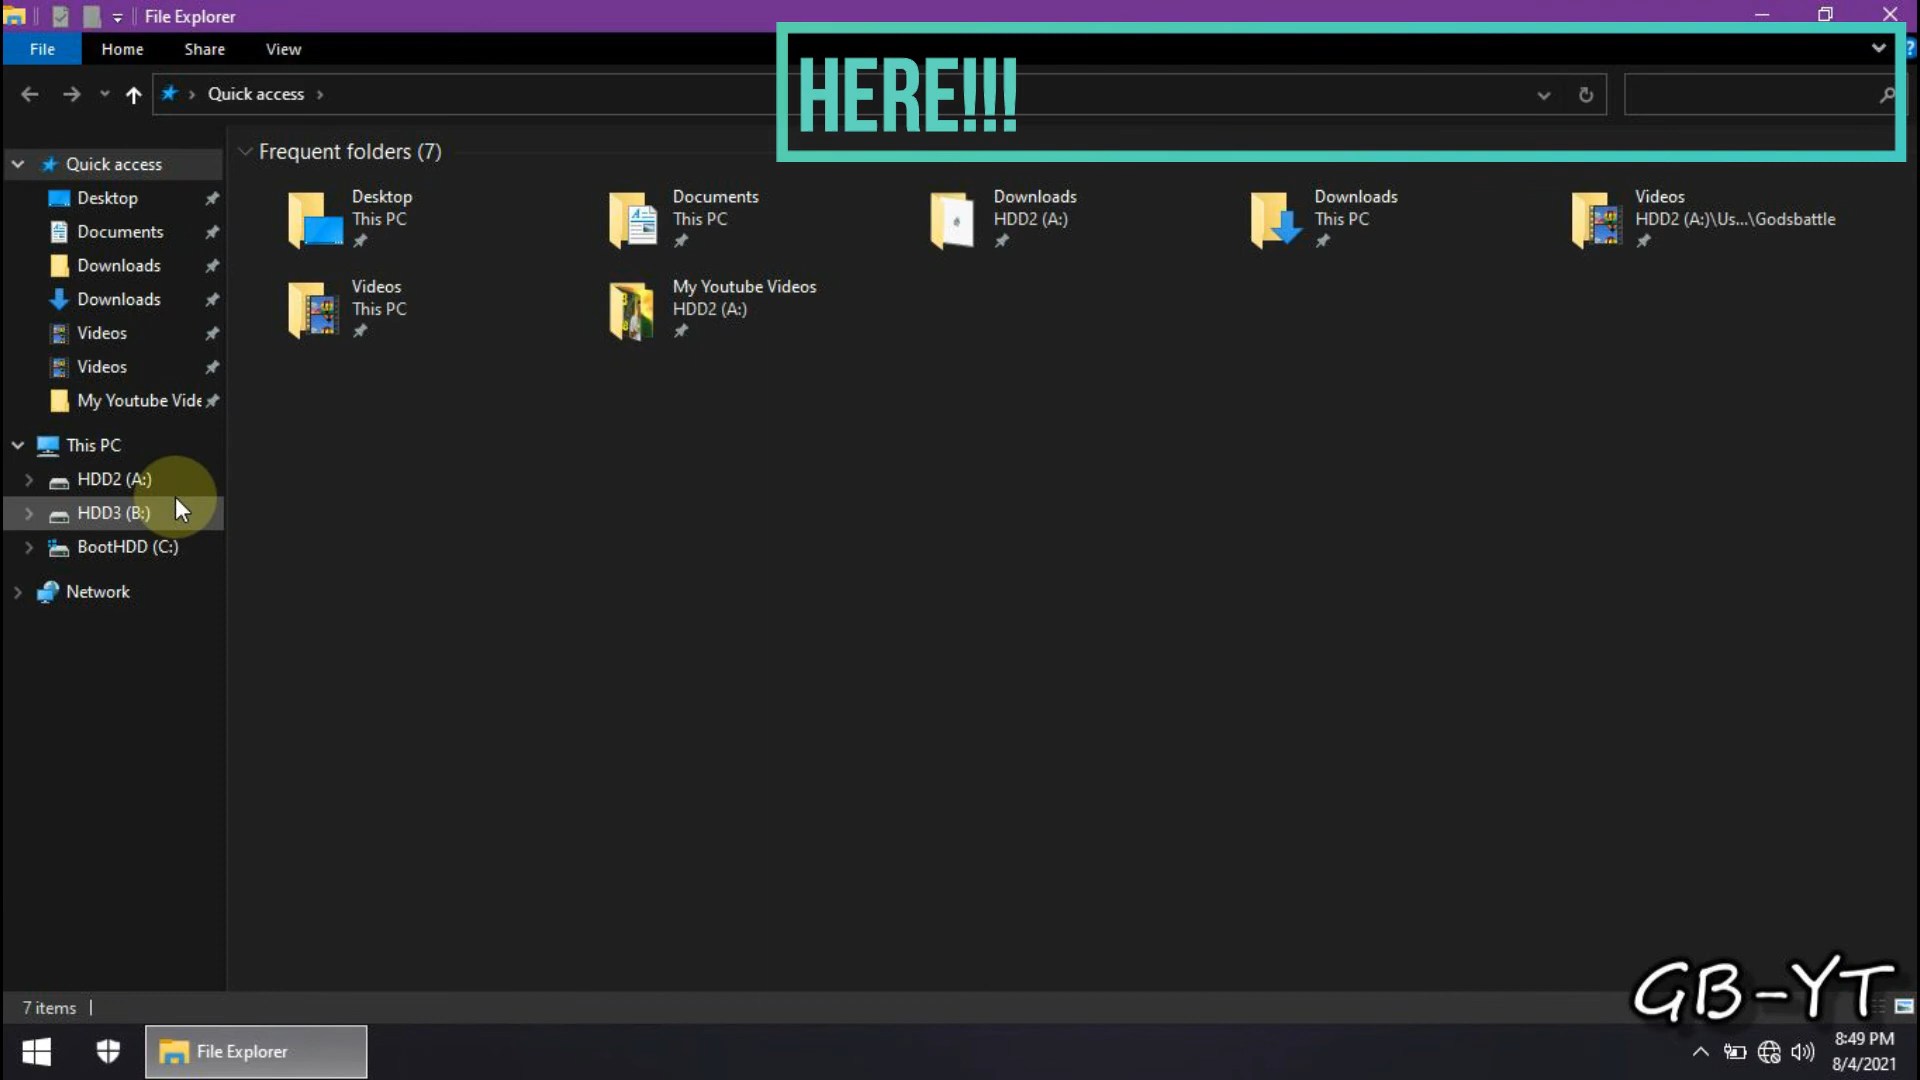 File Explorer
File Home Share View
HERE!!!
Quick access
Quick access
Desktop
Documents
Downloads
Downloads
Videos
Videos
My Youtube Vide
This PC
HDD2 (A:)
HDD3 (B:)
BootHDD (C:)
Network
Frequent folders (7)
Desktop
This PC
Documents
This PC
Downloads
HDD2 (A:)
Downloads
This PC
Videos
HDD2 (A:)\Us...\Godsbattle
Videos
This PC
My Youtube Videos
HDD2 (A:)
GB-YT
7 items
File Explorer
8:49 PM
8/4/2021